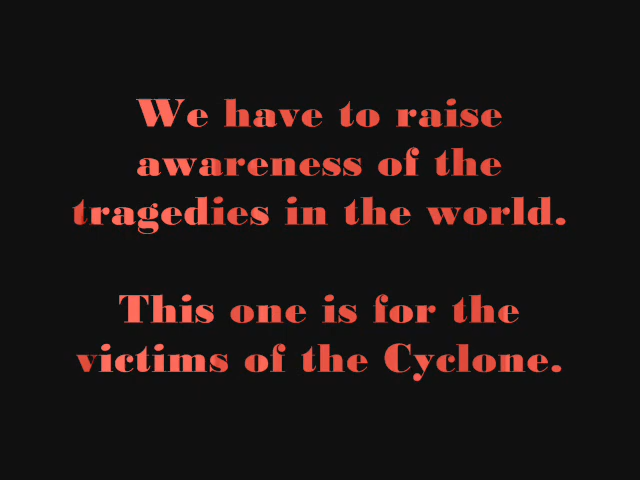 We have to raise
awareness of the
tragedies in the world.
This one is for the
victims of the Cyclone.